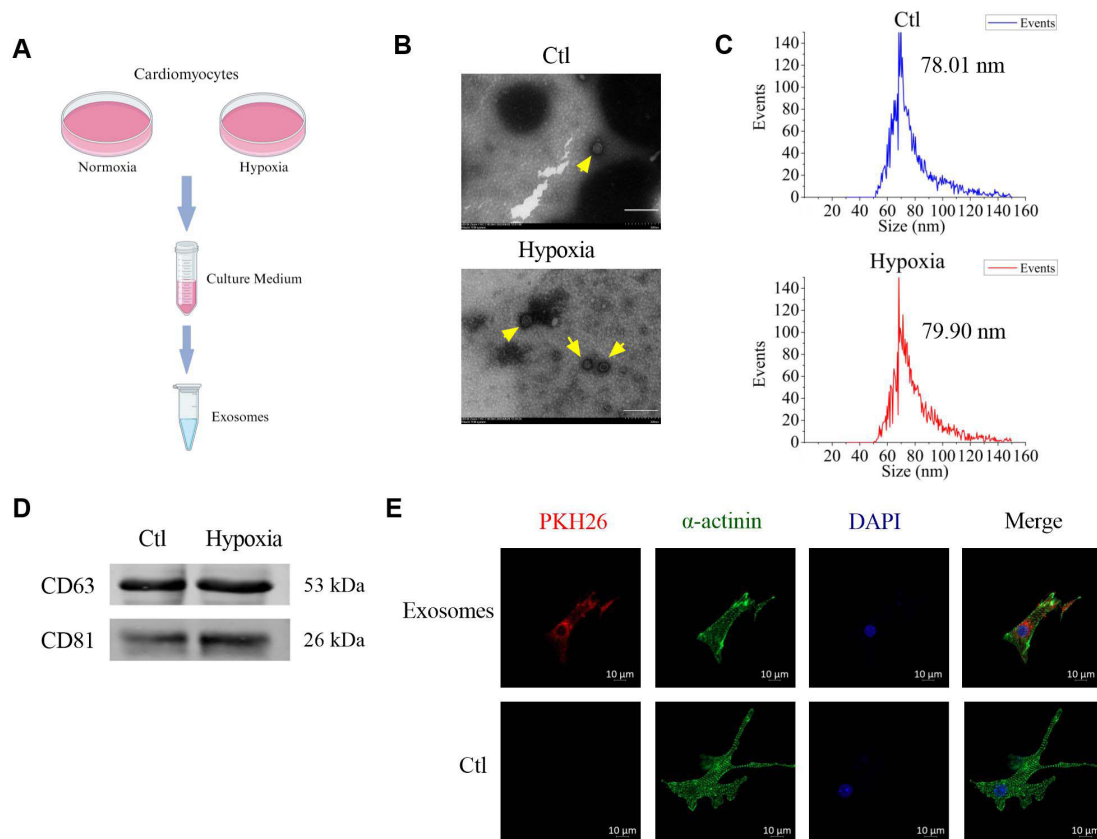 A
Cardiomyocytes
Normoxia
Hypoxia
Culture Medium
Exosomes
B
Ctl
Hypoxia
C
Ctl
Events
78.01 nm
Events
140
120
100
80
60
40
20
0
20 40 60 80 100 120 140 160
Size (nm)
Hypoxia
Events
79.90 nm
Events
140
120
100
80
60
40
20
0
20 40 60 80 100 120 140 160
Size (nm)
D
Ctl Hypoxia
CD63 53 kDa
CD81 26 kDa
E
PKH26 α-actinin DAPI Merge
Exosomes
10 μm 10 μm 10 μm 10 μm
Ctl
10 μm 10 μm 10 μm 10 μm